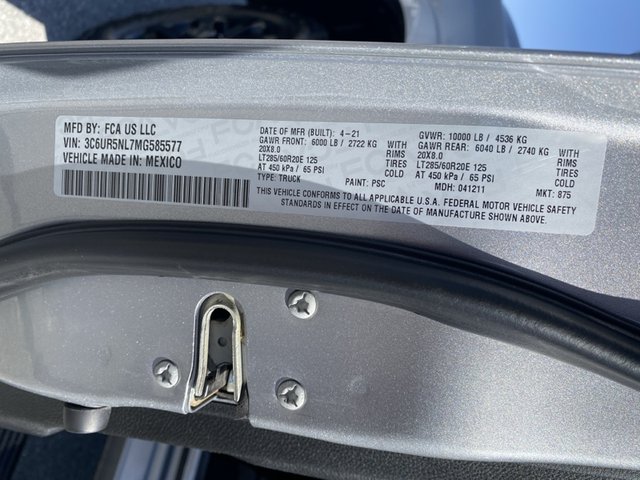 MFD BY: FCA US LLC
VIN: 3C6UR5NL7MG585577
VEHICLE MADE IN: MEXICO
DATE OF MFR (BUILT): 4-21
GAWR FRONT: 6000 LB / 2722 KG
20X8.0 RIMS
LT285/60R20E 125 TIRES
AT 450 kPa / 65 PSI COLD
TYPE: TRUCK PAINT: PSC
GVWR: 10000 LB / 4536 KG
GAWR REAR: 6040 LB / 2740 KG
20X8.0 RIMS
LT285/60R20E 125 TIRES
AT 450 kPa / 65 PSI COLD
MDH: 041211 MKT: 875
THIS VEHICLE CONFORMS TO ALL APPLICABLE U.S.A. FEDERAL MOTOR VEHICLE SAFETY
STANDARDS IN EFFECT ON THE DATE OF MANUFACTURE SHOWN ABOVE.